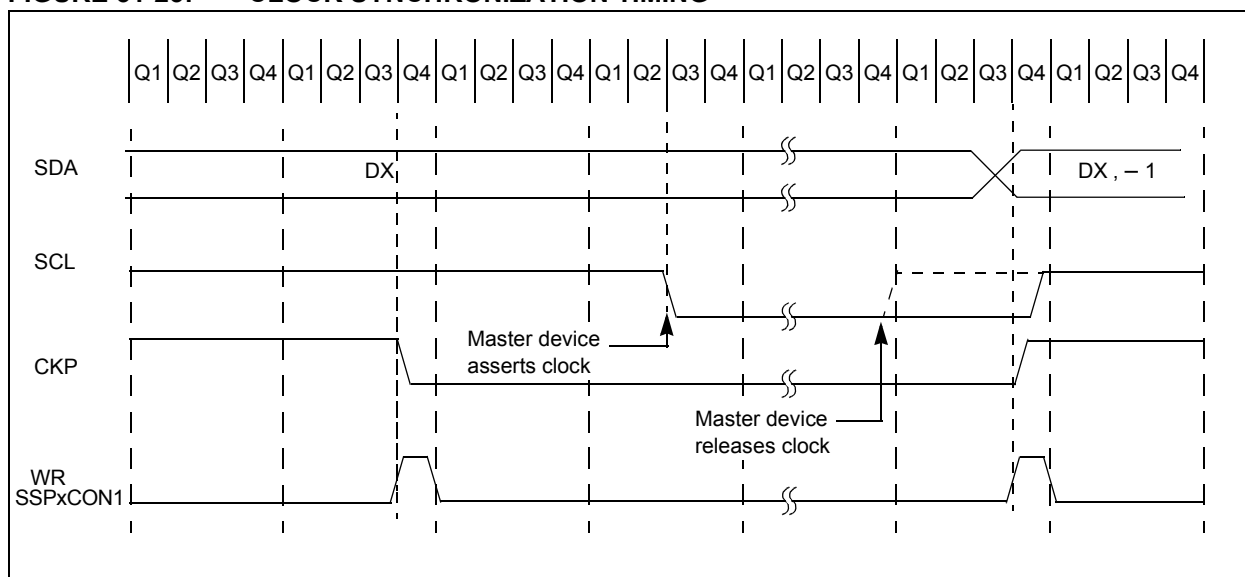 FIGURE CLOCK SYNCHRONIZATION TIMING
Q1 Q2 Q3 Q4 Q1 Q2 Q3 Q4 Q1 Q2 Q3 Q4 Q1 Q2 Q3 Q4 Q1 Q2 Q3 Q4 Q1 Q2 Q3 Q4 Q1 Q2 Q3 Q4
SDA
DX
DX , – 1
SCL
Master device
asserts clock
CKP
Master device
releases clock
WR
SSPxCON1